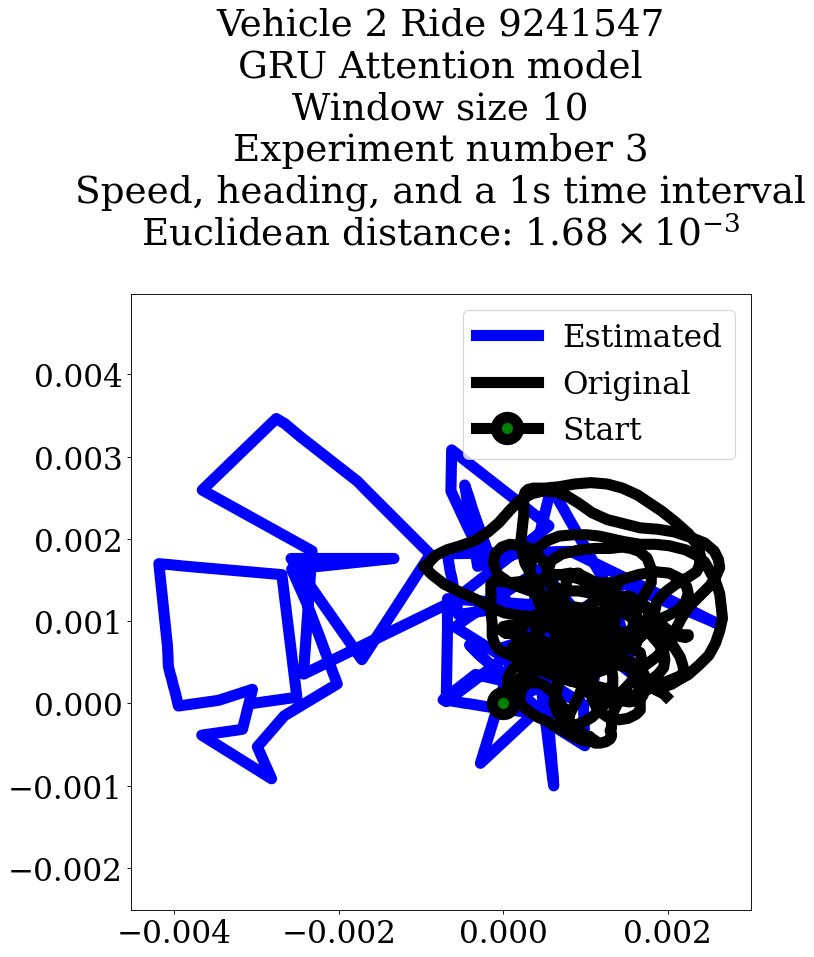 Vehicle 2 Ride 9241547
GRU Attention model
Window size 10
Experiment number 3
Speed, heading, and a 1s time interval
Euclidean distance: 1.68 × 10⁻³
Estimated
Original
Start
0.004
0.003
0.002
0.001
0.000
−0.001
−0.002
−0.004 −0.002 0.000 0.002